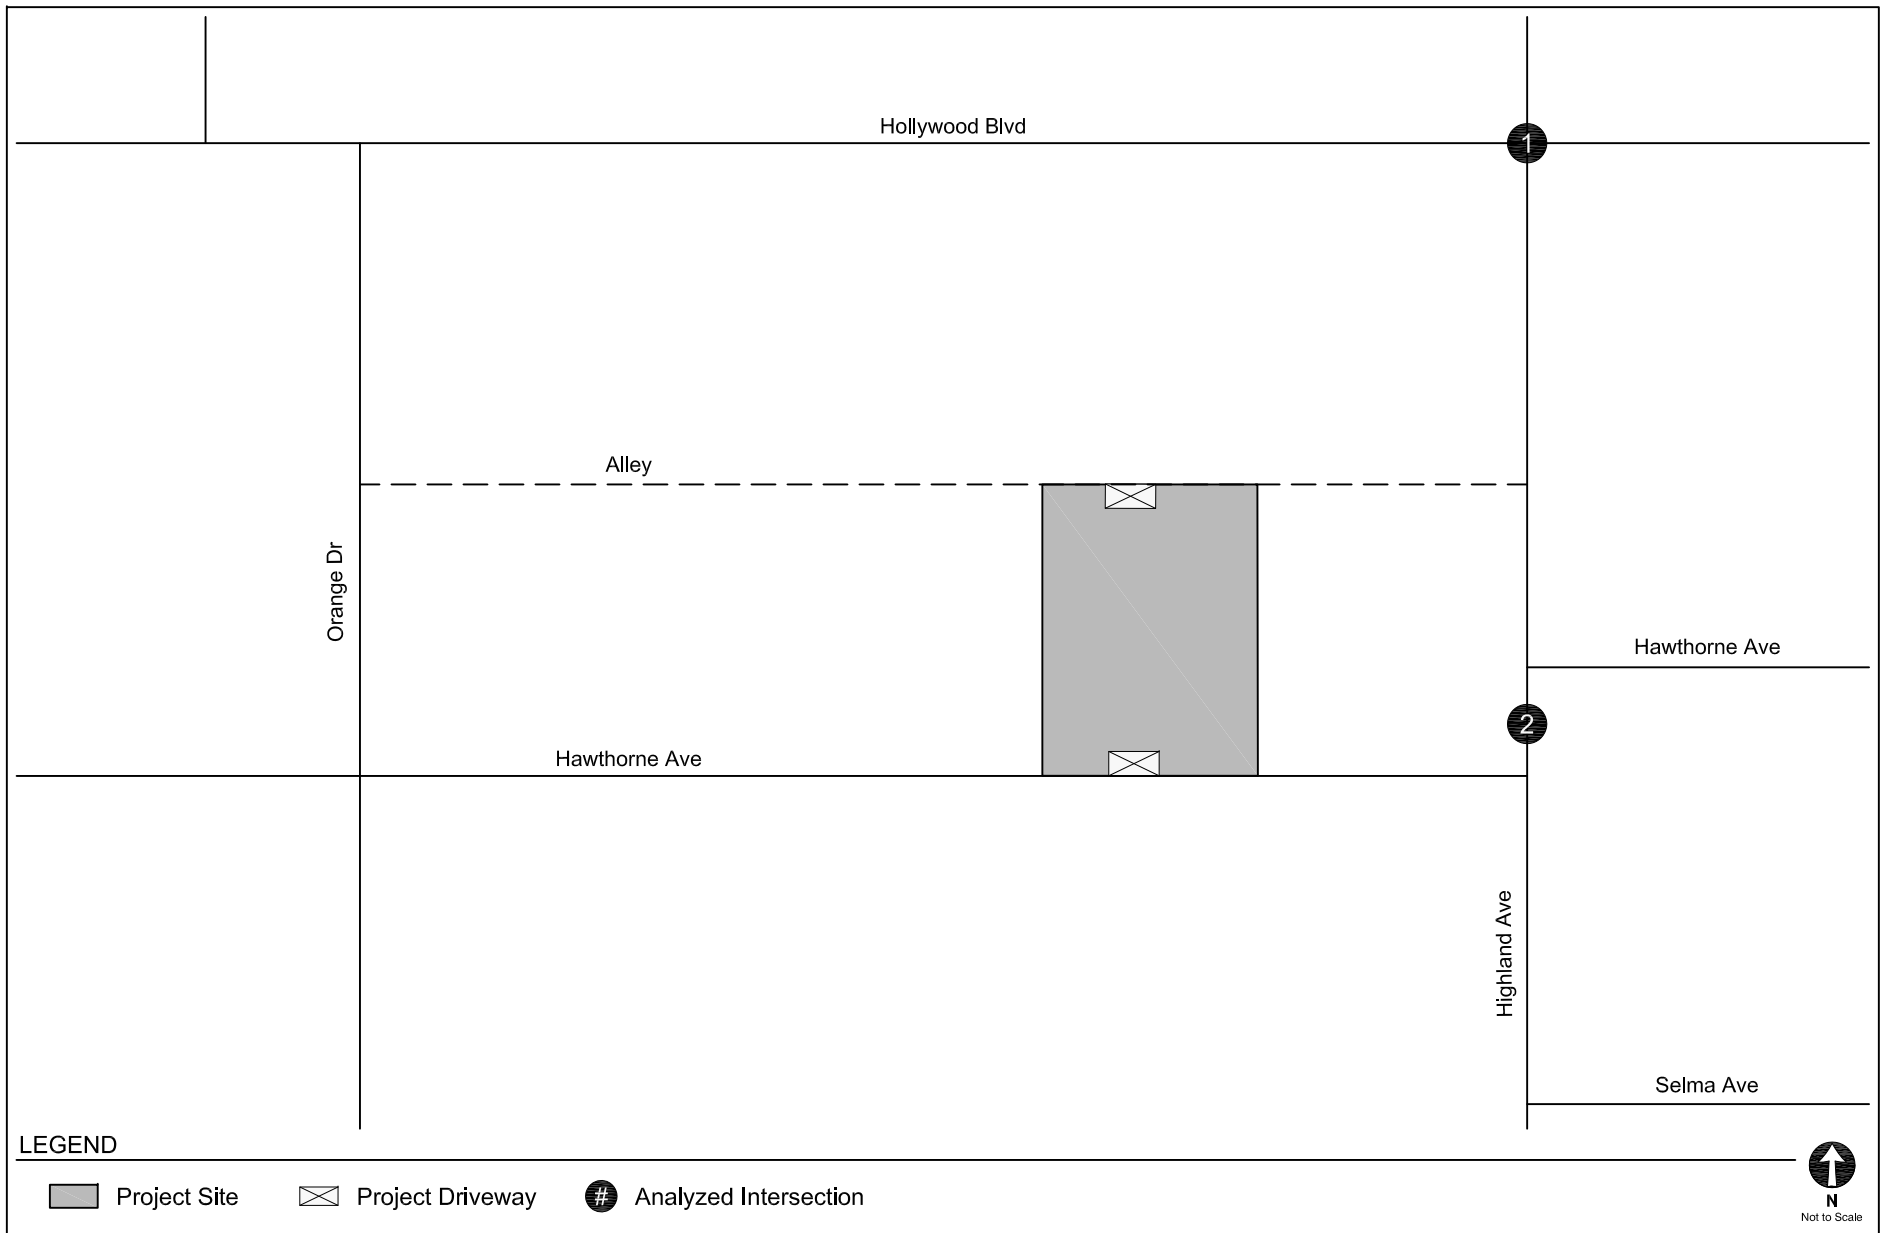 Hollywood Blvd
1
Alley
Orange Dr
Hawthorne Ave
2
Hawthorne Ave
Highland Ave
Selma Ave
LEGEND
Project Site
Project Driveway
# Analyzed Intersection
N
Not to Scale